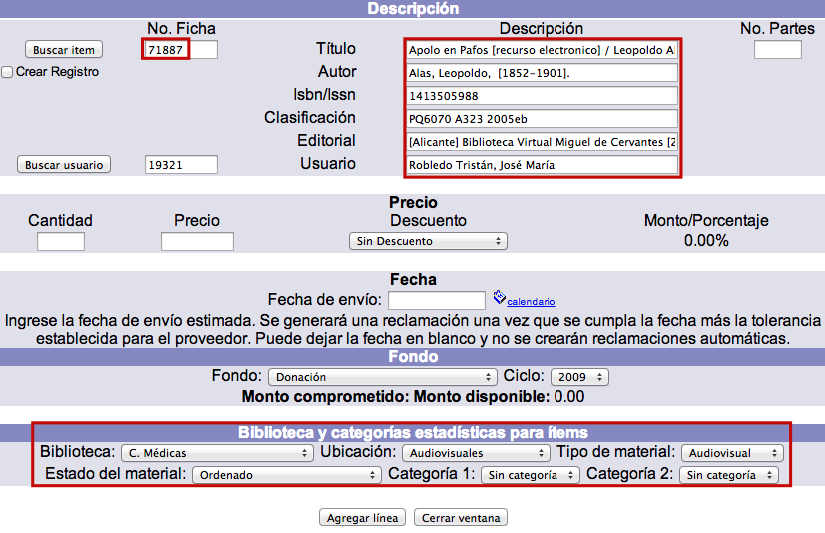 Descripción
No. Ficha Descripción No. Partes
Buscar item 71887 Título Apolo en Pafos [recurso electronico] / Leopoldo A
Crear Registro Autor Alas, Leopoldo, [1852-1901].
Isbn/Issn 1413505988
Clasificación PQ6070 A323 2005eb
Editorial [Alicante] Biblioteca Virtual Miguel de Cervantes [2
Buscar usuario 19321 Usuario Robledo Tristán, José María
Precio
Cantidad Precio Descuento Monto/Porcentaje
Sin Descuento 0.00%
Fecha
Fecha de envío: calendario
Ingrese la fecha de envío estimada. Se generará una reclamación una vez que se cumpla la fecha más la tolerancia
establecida para el proveedor. Puede dejar la fecha en blanco y no se crearán reclamaciones automáticas.
Fondo
Fondo: Donación Ciclo: 2009
Monto comprometido: Monto disponible: 0.00
Biblioteca y categorías estadísticas para ítems
Biblioteca: C. Médicas Ubicación: Audiovisuales Tipo de material: Audiovisual
Estado del material: Ordenado Categoría 1: Sin categoría Categoría 2: Sin categoría
Agregar línea Cerrar ventana